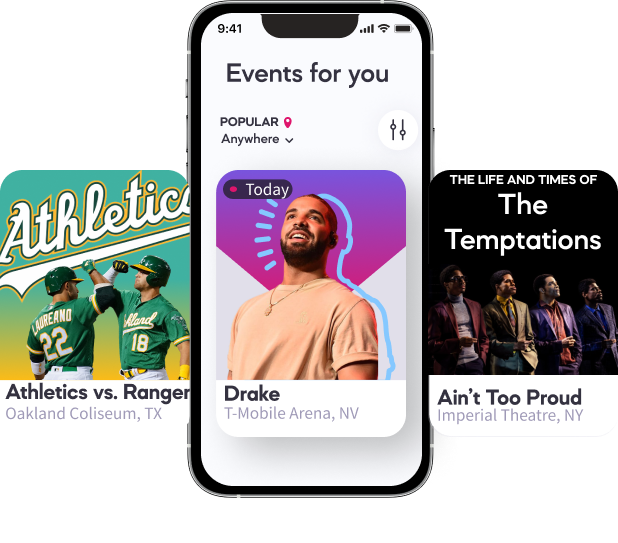 9:41
Events for you
POPULAR
Anywhere
Today
Drake
T-Mobile Arena, NV
Athletics
LAUREANO
22
Oakland
18
Athletics vs. Ranger
Oakland Coliseum, TX
THE LIFE AND TIMES OF
The
Temptations
Ain't Too Proud
Imperial Theatre, NY